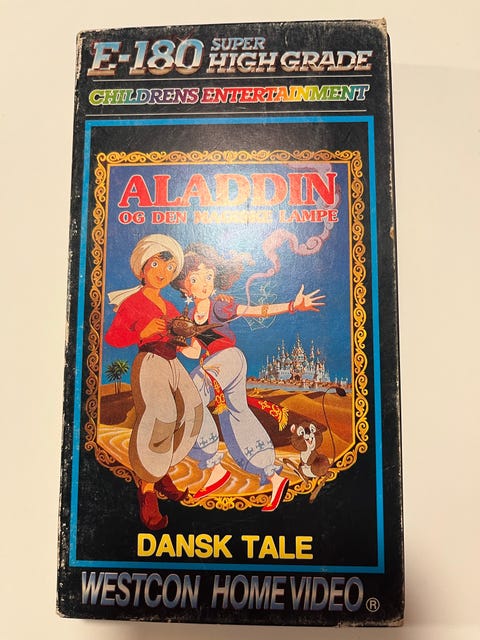 E-180 SUPER HIGH GRADE
CHILDRENS ENTERTAINMENT
ALADDIN
OG DEN MAGISKE LAMPE
DANSK TALE
WESTCON HOME VIDEO ®